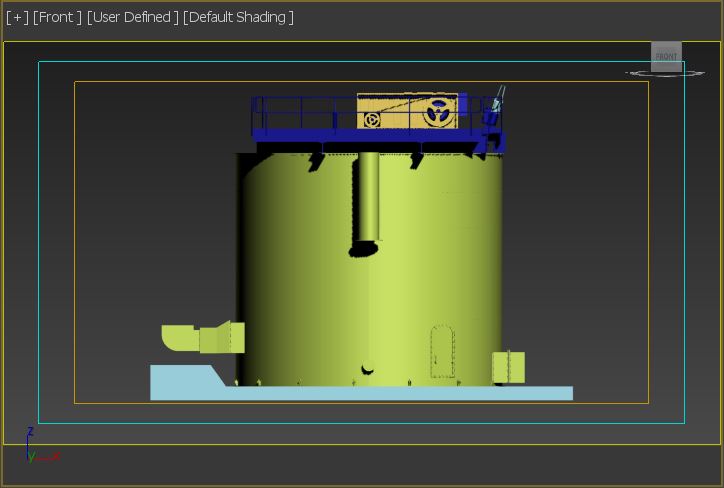 [+] [Front ] [User Defined ] [Default Shading ]
FRONT
z
y x